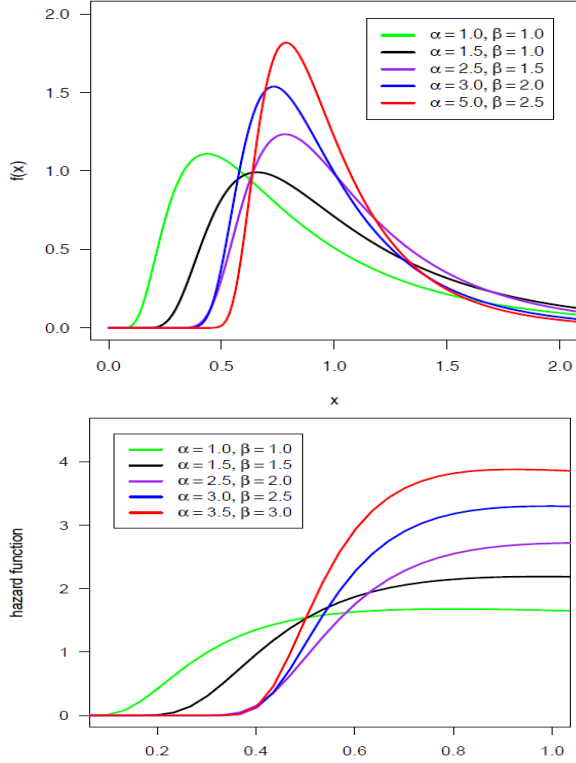 2.0
1.5
1.0
0.5
0.0
f(x)
α = 1.0, β = 1.0
α = 1.5, β = 1.0
α = 2.5, β = 1.5
α = 3.0, β = 2.0
α = 5.0, β = 2.5
0.0 0.5 1.0 1.5 2.0
x
4
3
2
1
0
hazard function
α = 1.0, β = 1.0
α = 1.5, β = 1.5
α = 2.5, β = 2.0
α = 3.0, β = 2.5
α = 3.5, β = 3.0
0.2 0.4 0.6 0.8 1.0